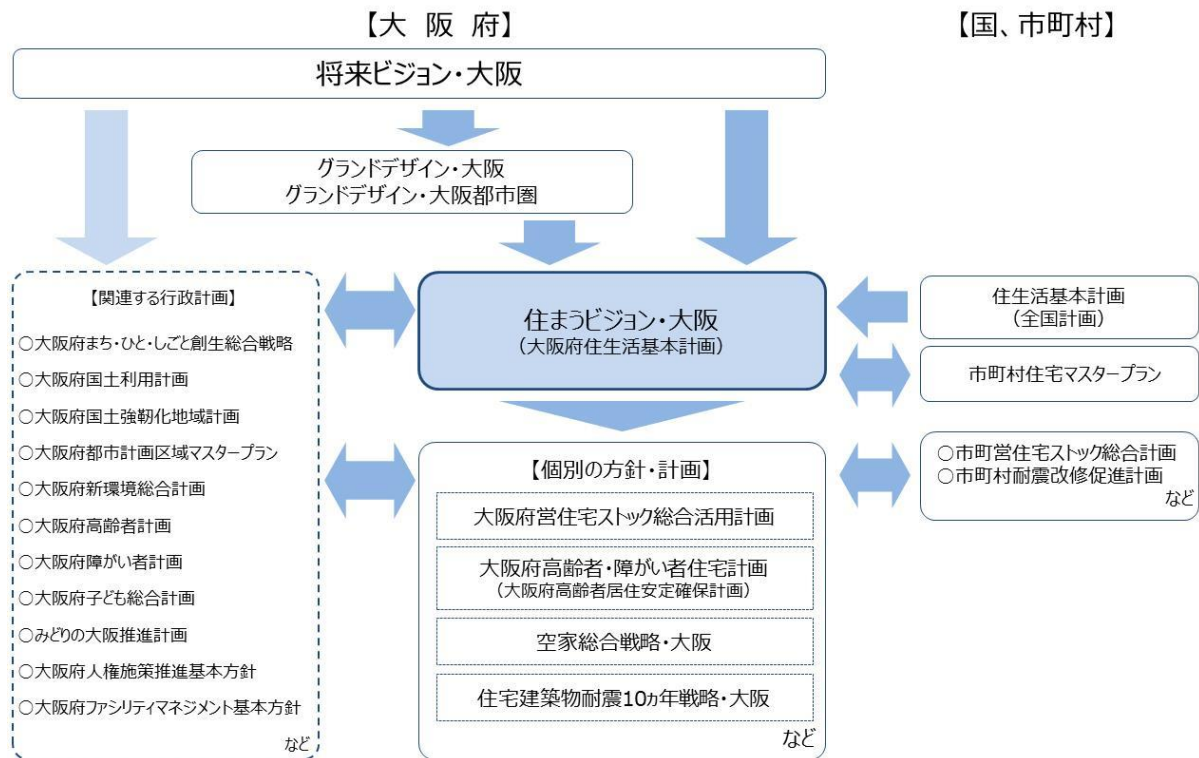 【大 阪 府】
【国、市町村】
将来ビジョン・大阪
グランドデザイン・大阪
グランドデザイン・大阪都市圏
【関連する行政計画】
○大阪府まち・ひと・しごと創生総合戦略
○大阪府国土利用計画
○大阪府国土強靭化地域計画
○大阪府都市計画区域マスタープラン
○大阪府新環境総合計画
○大阪府高齢者計画
○大阪府障がい者計画
○大阪府子ども総合計画
○みどりの大阪推進計画
○大阪府人権施策推進基本方針
○大阪府ファシリティマネジメント基本方針
など
住まうビジョン・大阪
(大阪府住生活基本計画)
【個別の方針・計画】
大阪府営住宅ストック総合活用計画
大阪府高齢者・障がい者住宅計画
(大阪府高齢者居住安定確保計画)
空家総合戦略・大阪
住宅建築物耐震10ヵ年戦略・大阪
など
住生活基本計画
(全国計画)
市町村住宅マスタープラン
○市町営住宅ストック総合計画
○市町村耐震改修促進計画
など